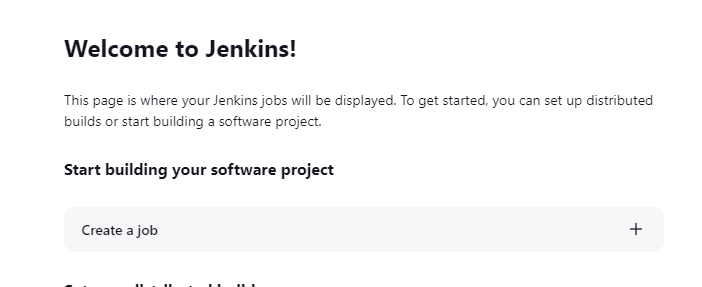 Welcome to Jenkins!
This page is where your Jenkins jobs will be displayed. To get started, you can set up distributed
builds or start building a software project.
Start building your software project
Create a job